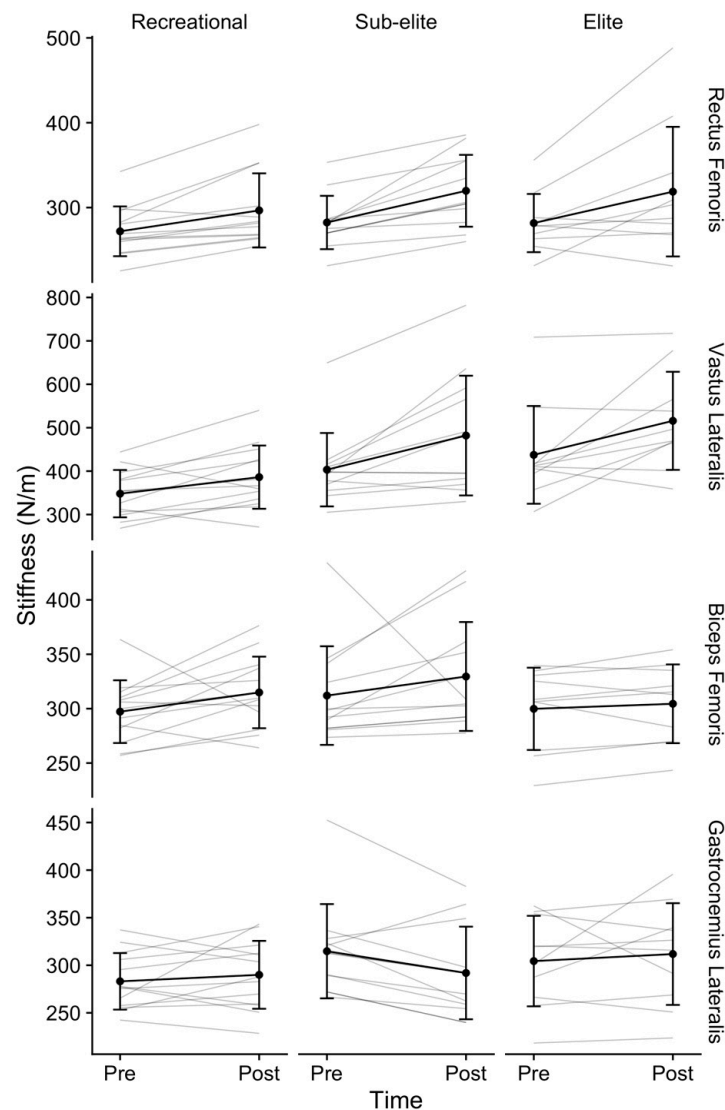 Recreational Sub-elite Elite
500
400
300
Rectus Femoris
800
700
600
500
400
300
Vastus Lateralis
Stiffness (N/m)
400
350
300
250
Biceps Femoris
450
400
350
300
250
Gastrocnemius Lateralis
Pre Post Pre Post Pre Post
Time